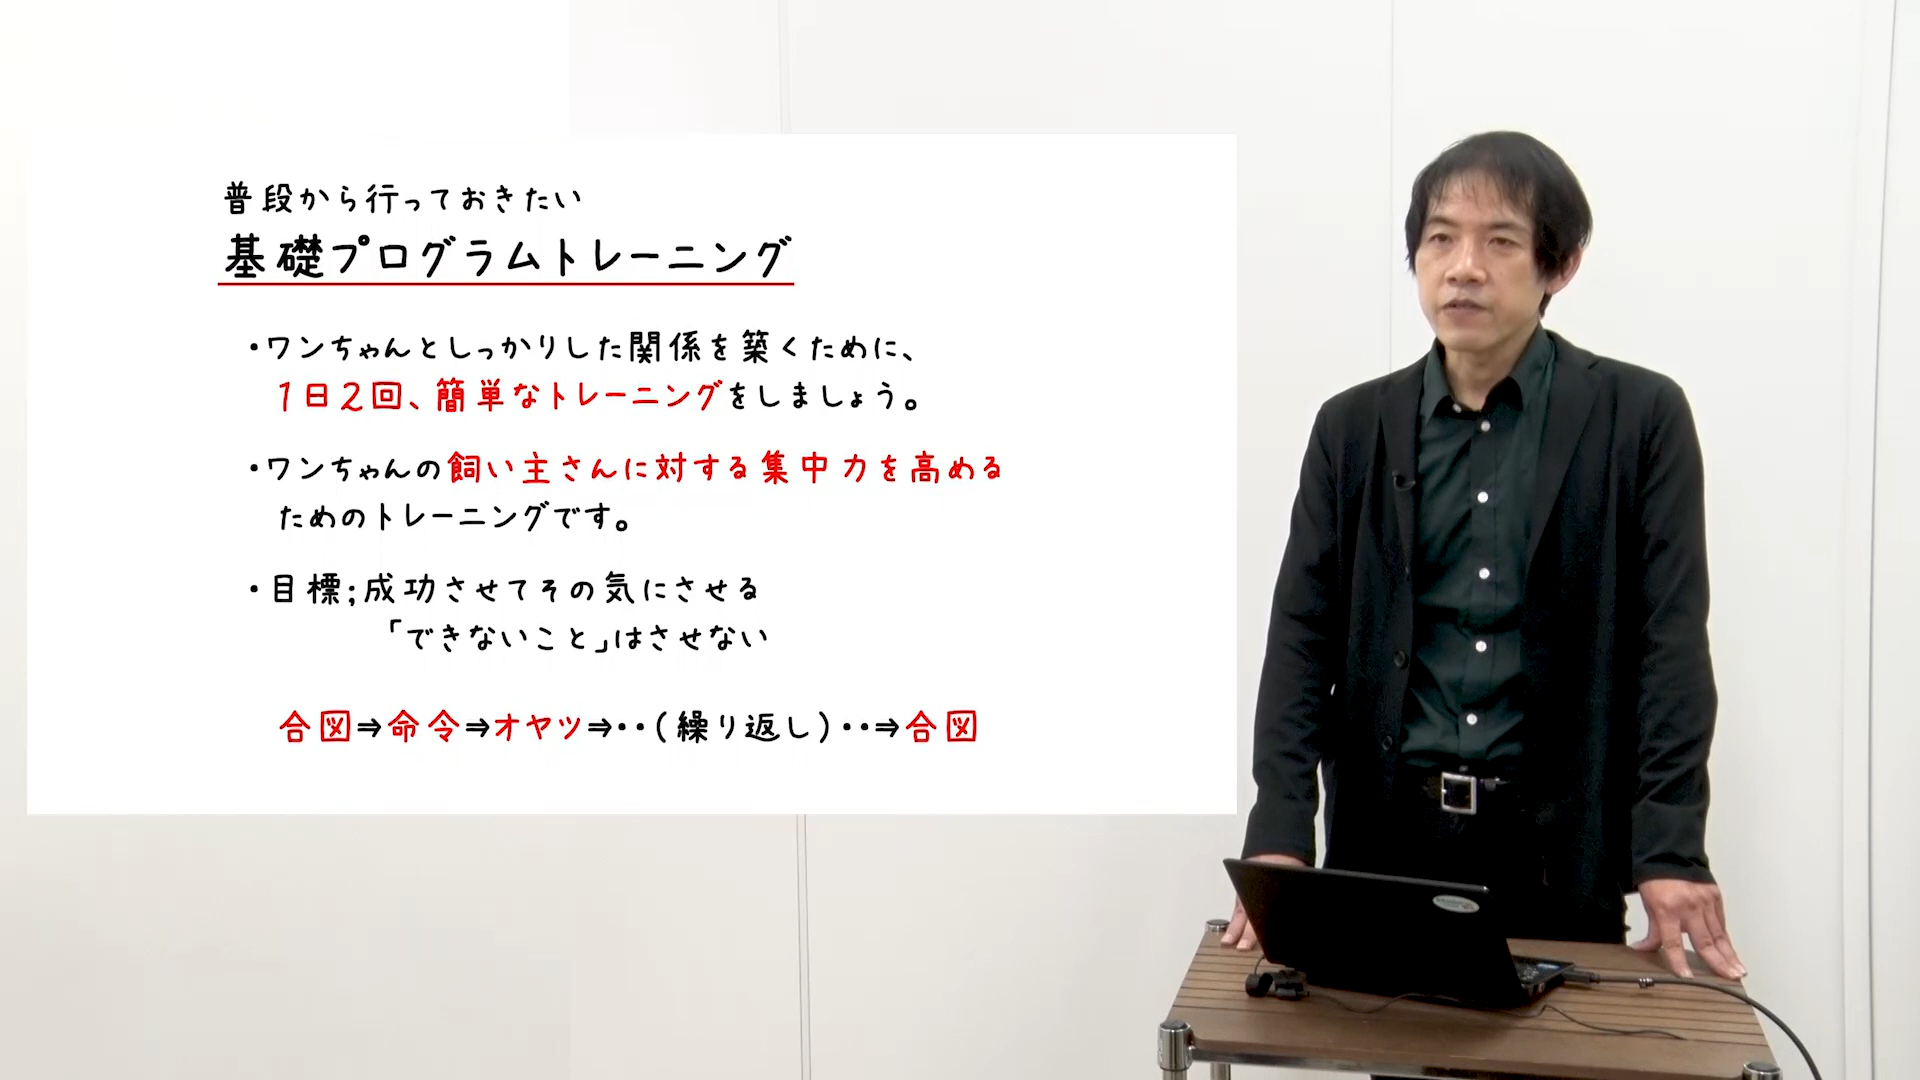 普段から行っておきたい
基礎プログラムトレーニング
・ワンちゃんとしっかりした関係を築くために、
1日2回、簡単なトレーニングをしましょう。
・ワンちゃんの飼い主さんに対する集中力を高める
ためのトレーニングです。
・目標;成功させてその気にさせる
「できないこと」はさせない
合図⇒命令⇒オヤツ⇒・・(繰り返し)・・⇒合図